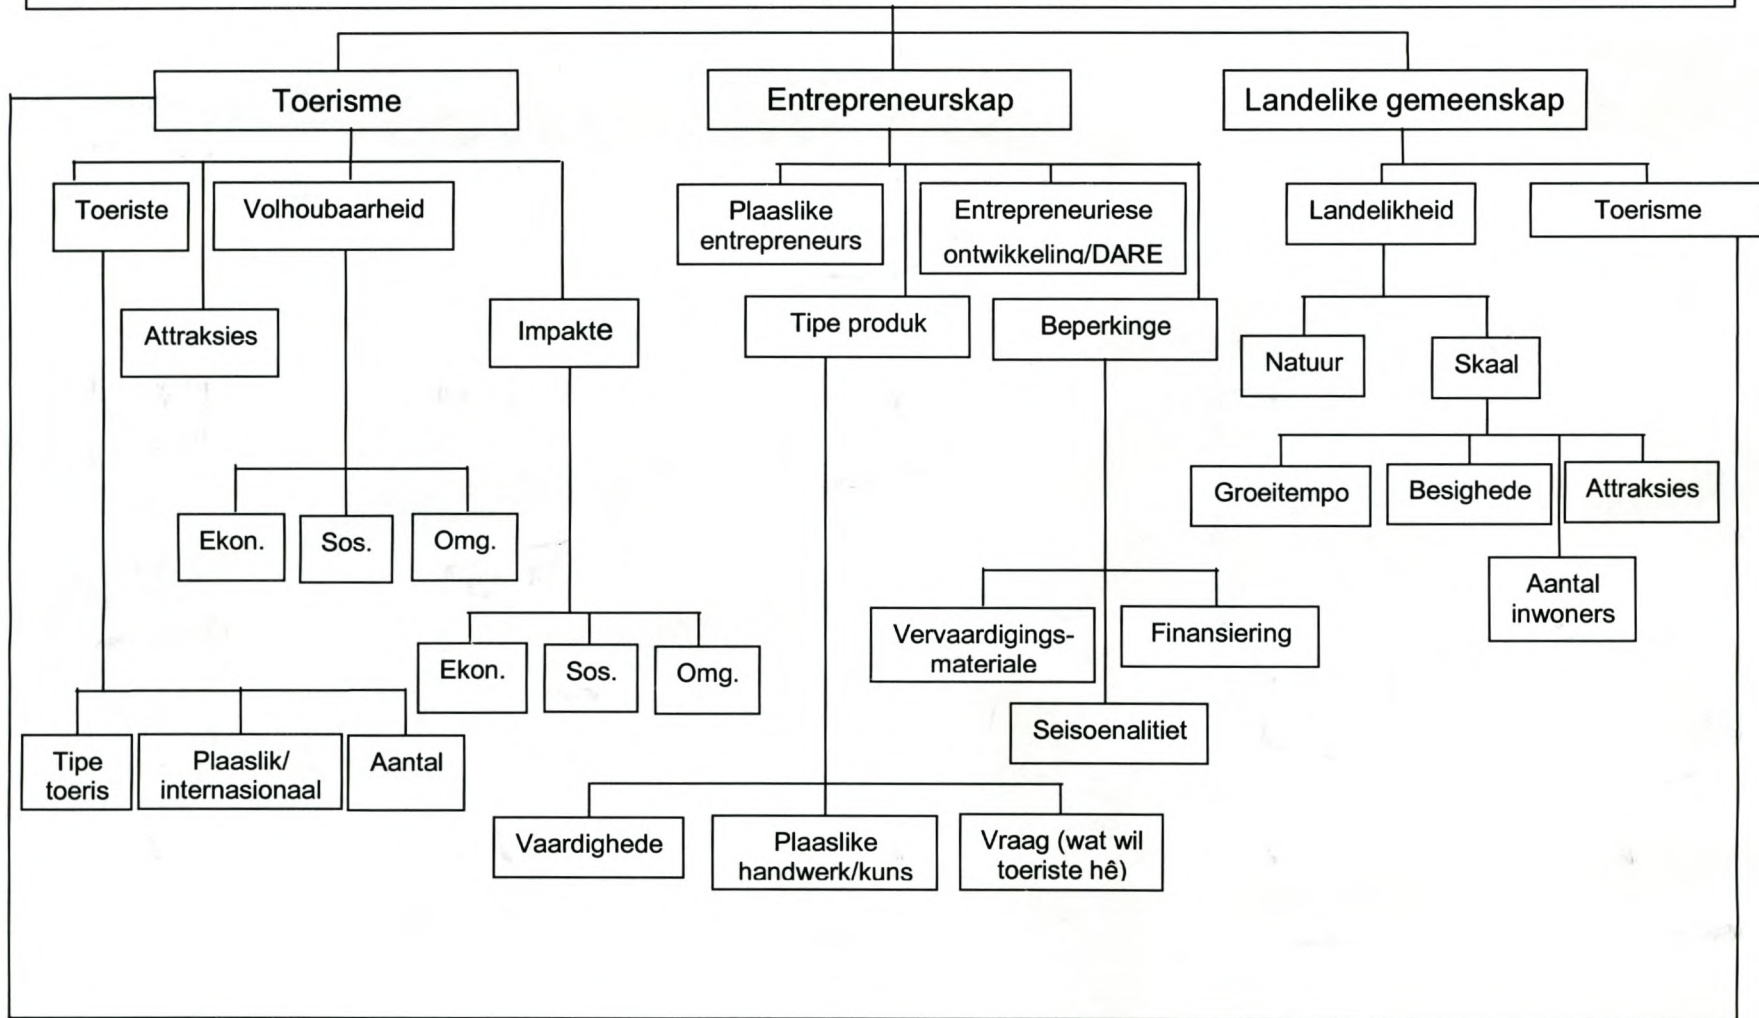 Toerisme
Entrepreneurskap
Landelike gemeenskap
Toeriste
Volhoubaarheid
Plaaslike
entrepreneurs
Entrepreneuriese
ontwikkeling/DARE
Landelikheid
Toerisme
Attraksies
Impakte
Tipe produk
Beperkinge
Natuur
Skaal
Groeitempo
Besighede
Attraksies
Ekon.
Sos.
Omg.
Aantal
inwoners
Vervaardigings-
materiale
Finansiering
Ekon.
Sos.
Omg.
Seisoenalitiet
Tipe
toeris
Plaaslik/
internasionaal
Aantal
Vaardighede
Plaaslike
handwerk/kuns
Vraag (wat wil
toeriste hê)